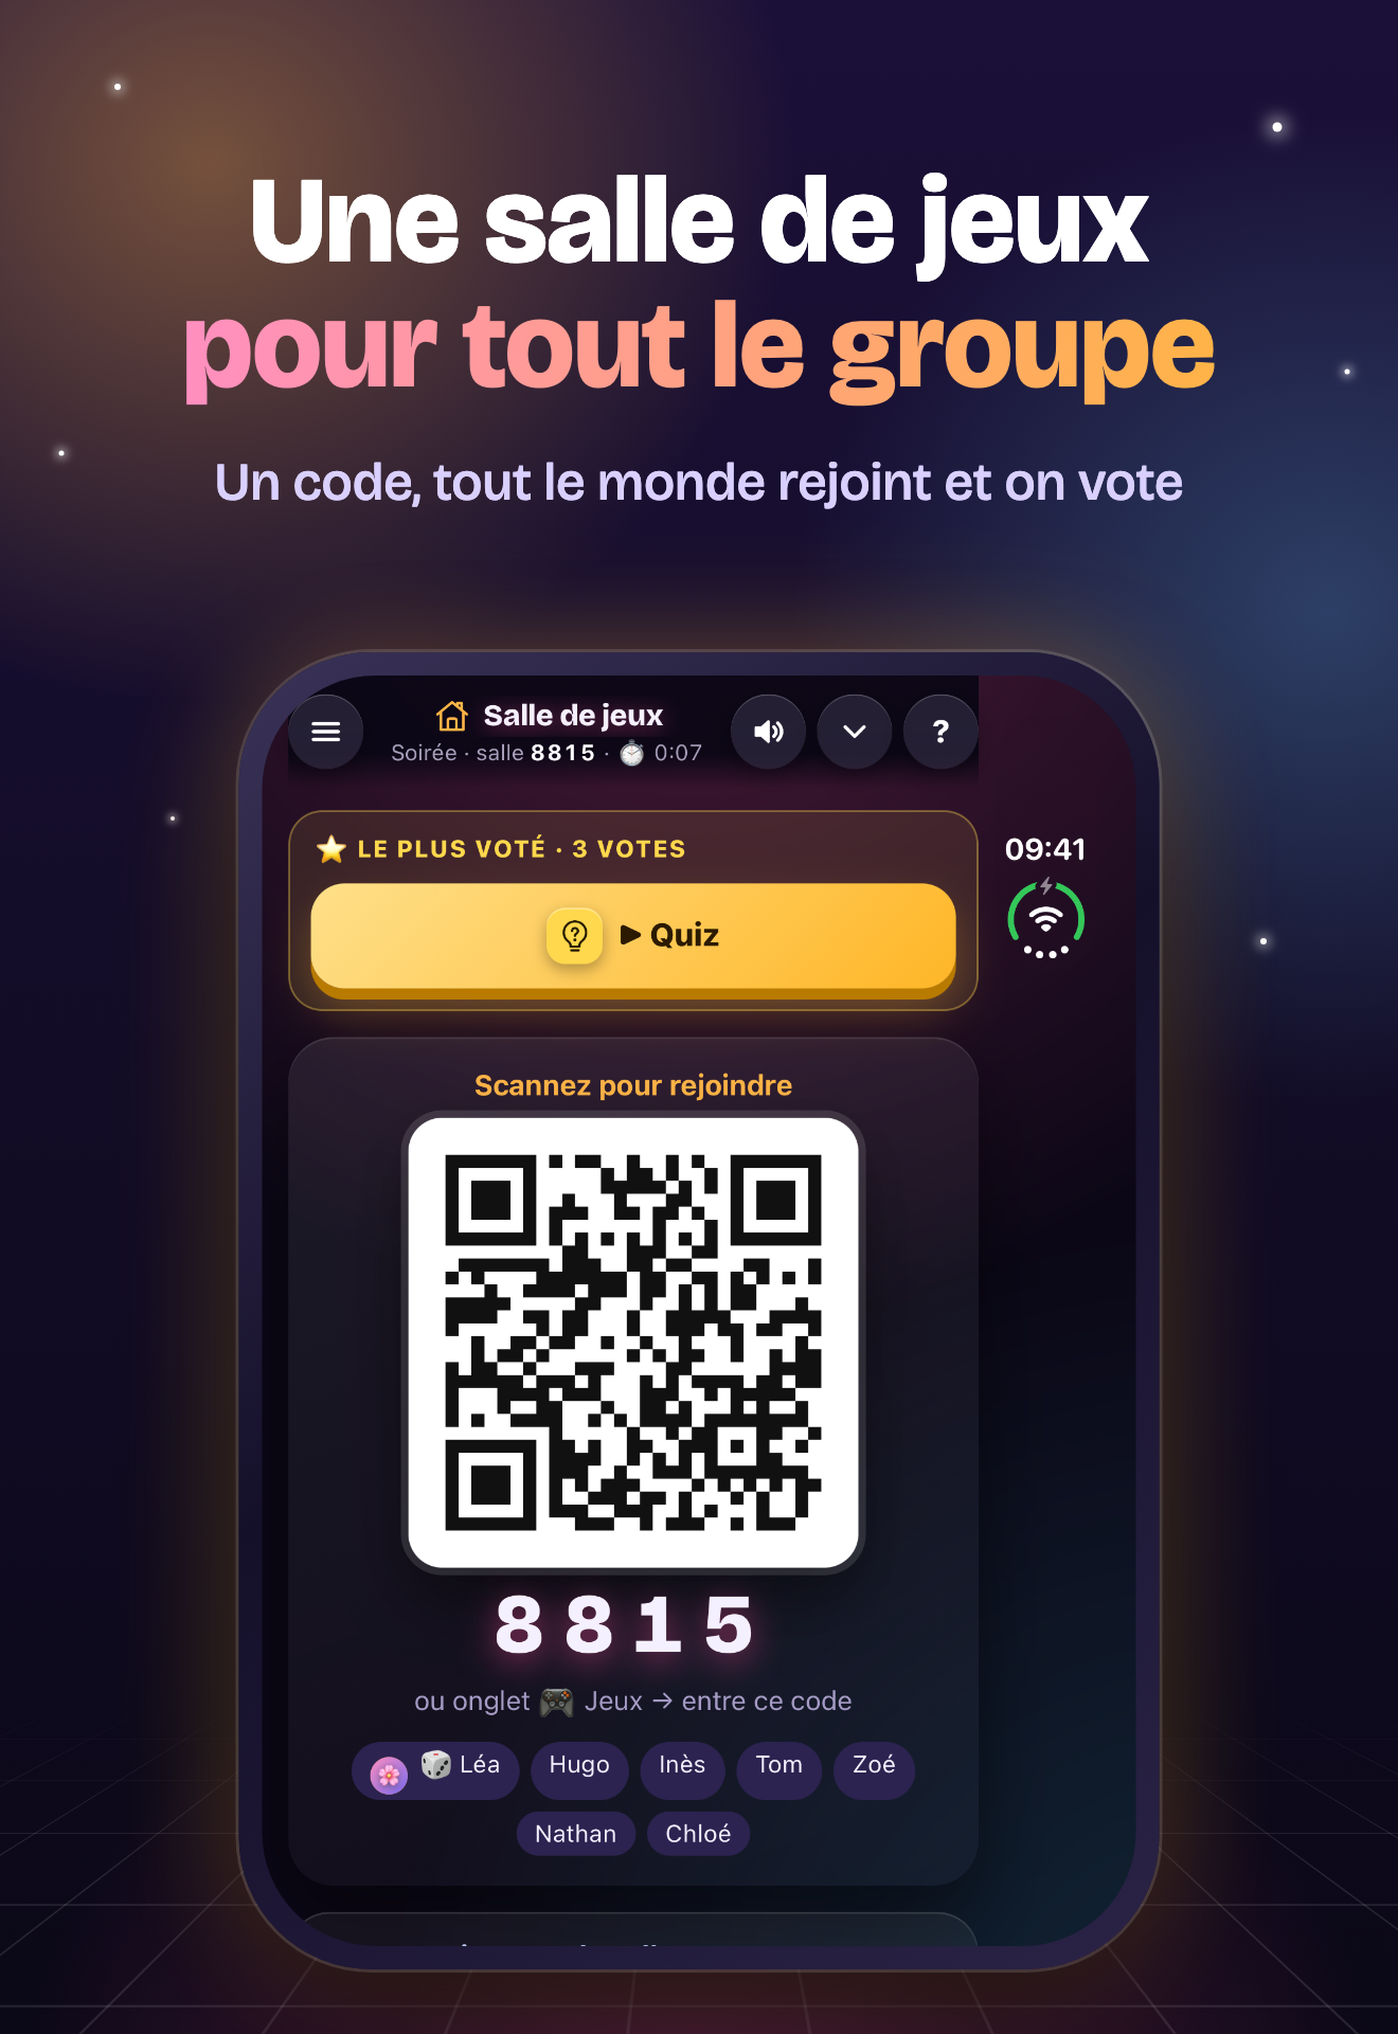 Une salle de jeux
pour tout le groupe
Un code, tout le monde rejoint et on vote
Salle de jeux
Soirée · salle 8815 · ⏱️ 0:07
?
⭐ LE PLUS VOTÉ · 3 VOTES
▶ Quiz
09:41
Scannez pour rejoindre
8815
ou onglet 🎮 Jeux → entre ce code
🌸 🎲 Léa
Hugo
Inès
Tom
Zoé
Nathan
Chloé